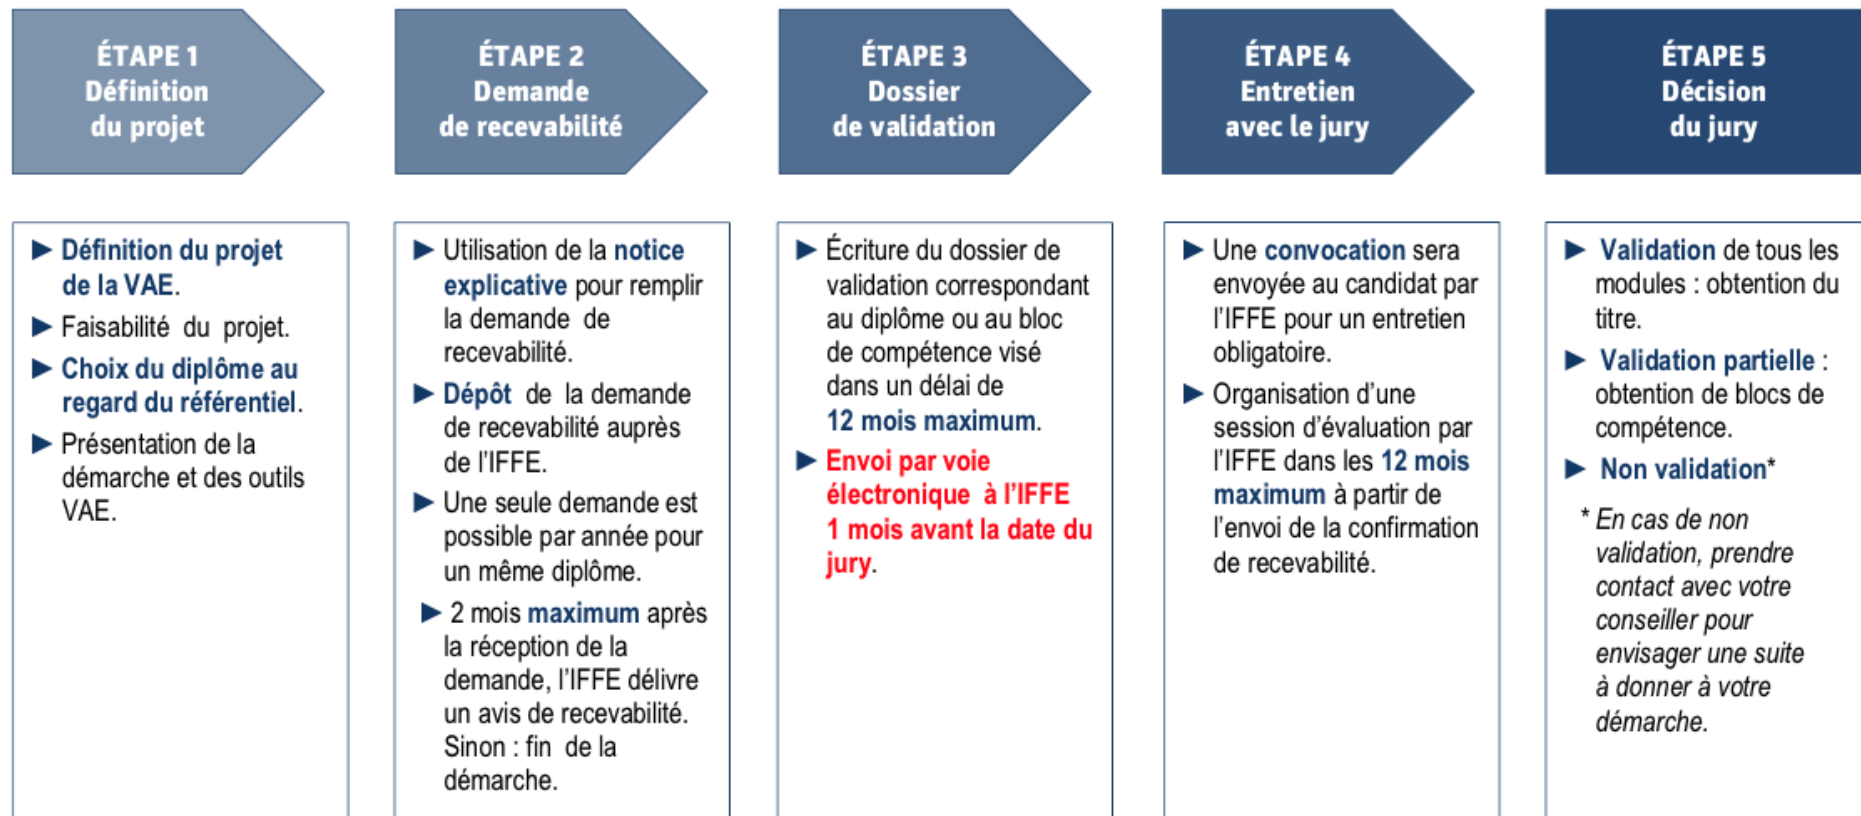 ÉTAPE 1
Définition
du projet
ÉTAPE 2
Demande
de recevabilité
ÉTAPE 3
Dossier
de validation
ÉTAPE 4
Entretien
avec le jury
ÉTAPE 5
Décision
du jury
► Définition du projet
de la VAE.
► Faisabilité du projet.
► Choix du diplôme au
regard du référentiel.
► Présentation de la
démarche et des outils
VAE.
► Utilisation de la notice
explicative pour remplir
la demande de
recevabilité.
► Dépôt de la demande
de recevabilité auprès
de l'IFFE.
► Une seule demande est
possible par année pour
un même diplôme.
► 2 mois maximum après
la réception de la
demande, l'IFFE délivre
un avis de recevabilité.
Sinon : fin de la
démarche.
► Écriture du dossier de
validation correspondant
au diplôme ou au bloc
de compétence visé
dans un délai de
12 mois maximum.
► Envoi par voie
électronique à l'IFFE
1 mois avant la date du
jury.
► Une convocation sera
envoyée au candidat par
l'IFFE pour un entretien
obligatoire.
► Organisation d'une
session d'évaluation par
l'IFFE dans les 12 mois
maximum à partir de
l'envoi de la confirmation
de recevabilité.
► Validation de tous les
modules : obtention du
titre.
► Validation partielle :
obtention de blocs de
compétence.
► Non validation*
* En cas de non
validation, prendre
contact avec votre
conseiller pour
envisager une suite
à donner à votre
démarche.